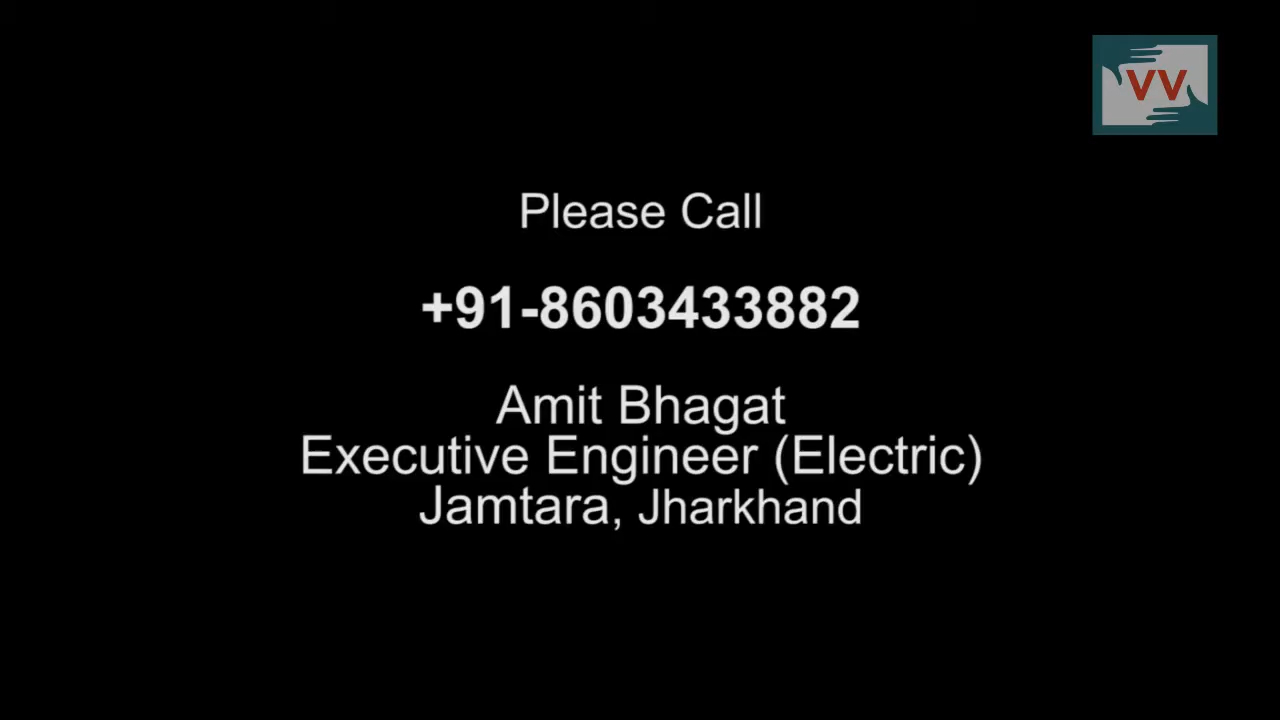 VV
Please Call
+91-8603433882
Amit Bhagat
Executive Engineer (Electric)
Jamtara, Jharkhand